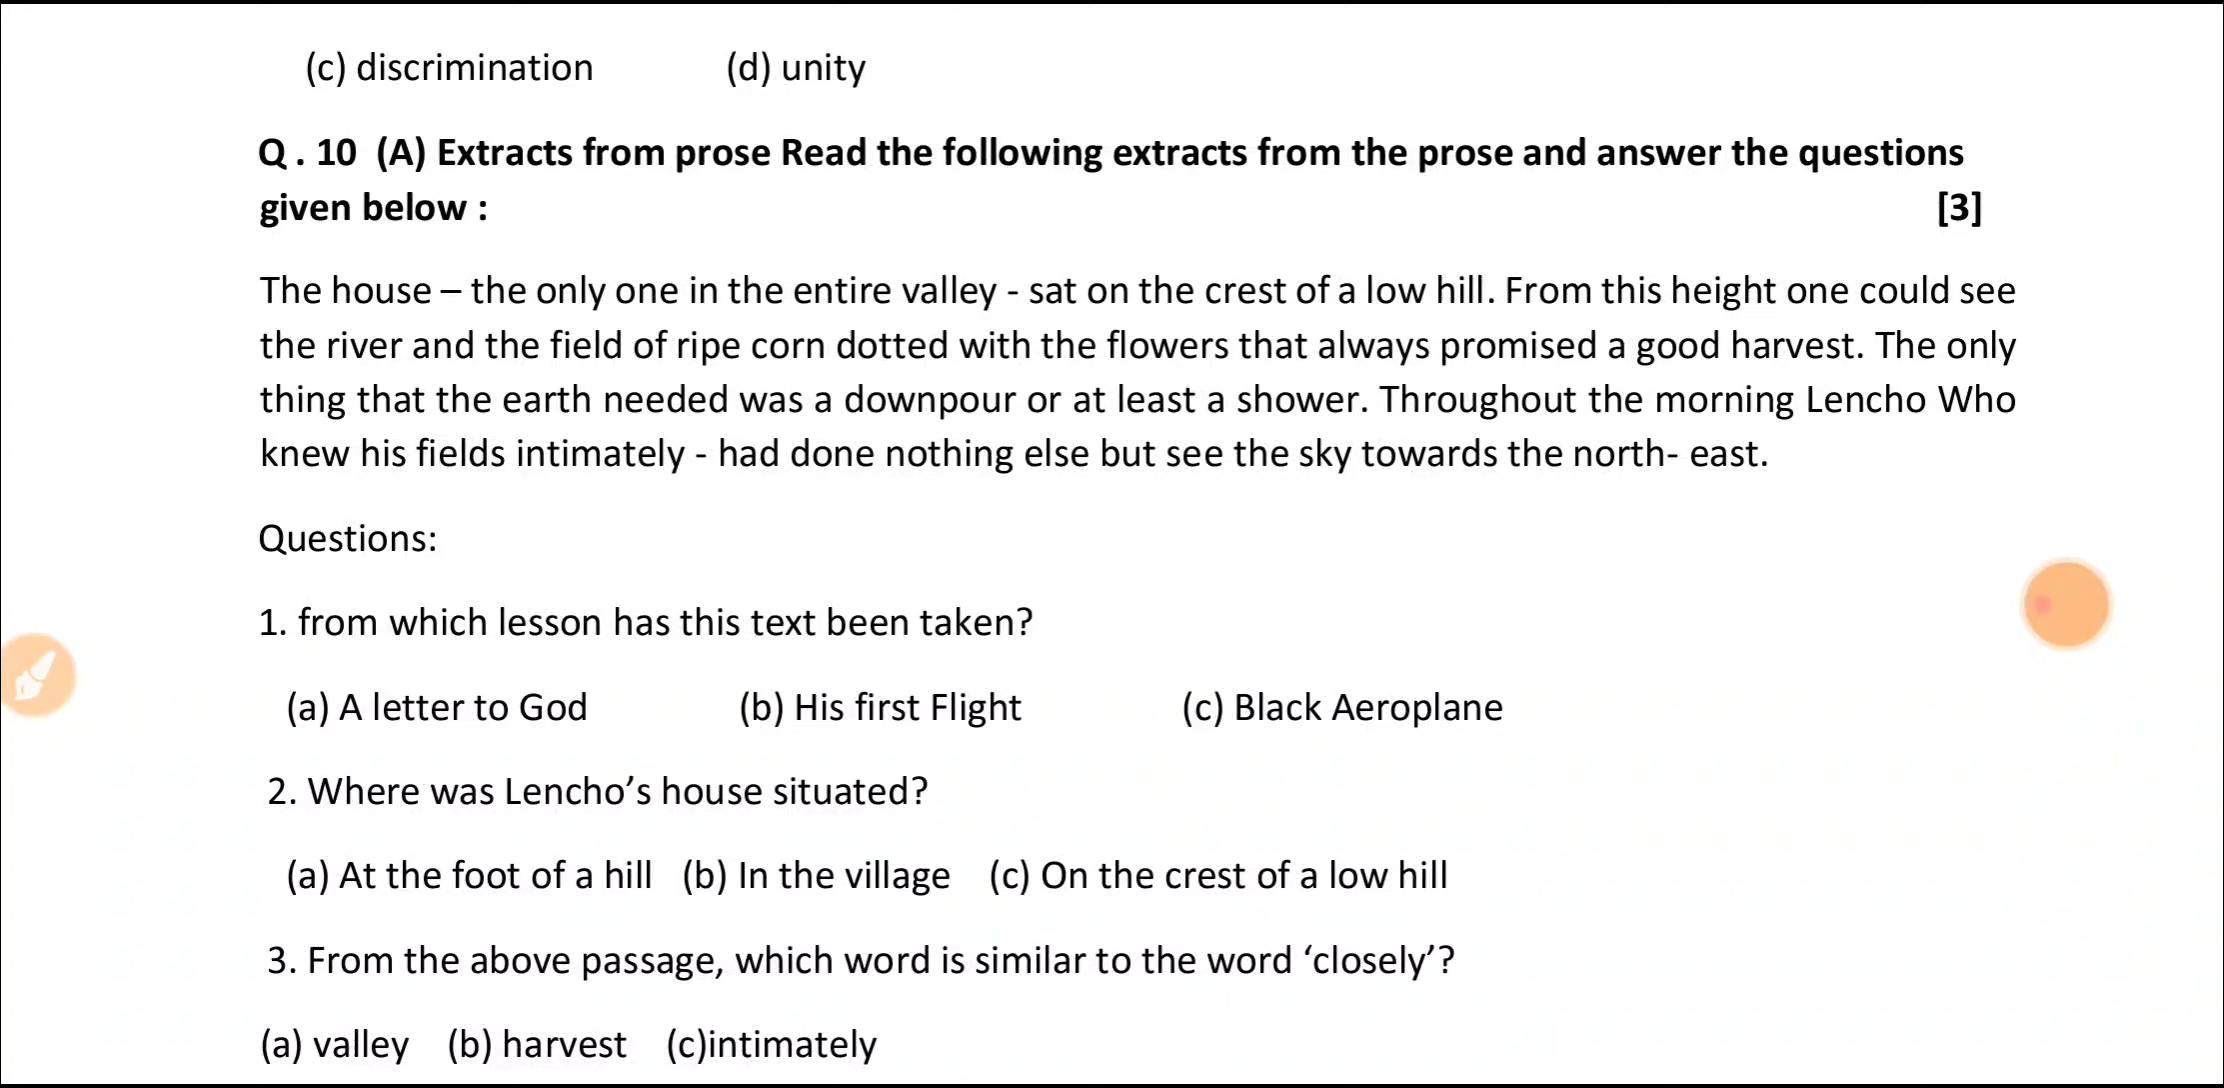 (c) discrimination (d) unity
Q . 10 (A) Extracts from prose Read the following extracts from the prose and answer the questions
given below : [3]
The house – the only one in the entire valley - sat on the crest of a low hill. From this height one could see
the river and the field of ripe corn dotted with the flowers that always promised a good harvest. The only
thing that the earth needed was a downpour or at least a shower. Throughout the morning Lencho Who
knew his fields intimately - had done nothing else but see the sky towards the north- east.
Questions:
1. from which lesson has this text been taken?
(a) A letter to God (b) His first Flight (c) Black Aeroplane
2. Where was Lencho’s house situated?
(a) At the foot of a hill (b) In the village (c) On the crest of a low hill
3. From the above passage, which word is similar to the word ‘closely’?
(a) valley (b) harvest (c)intimately